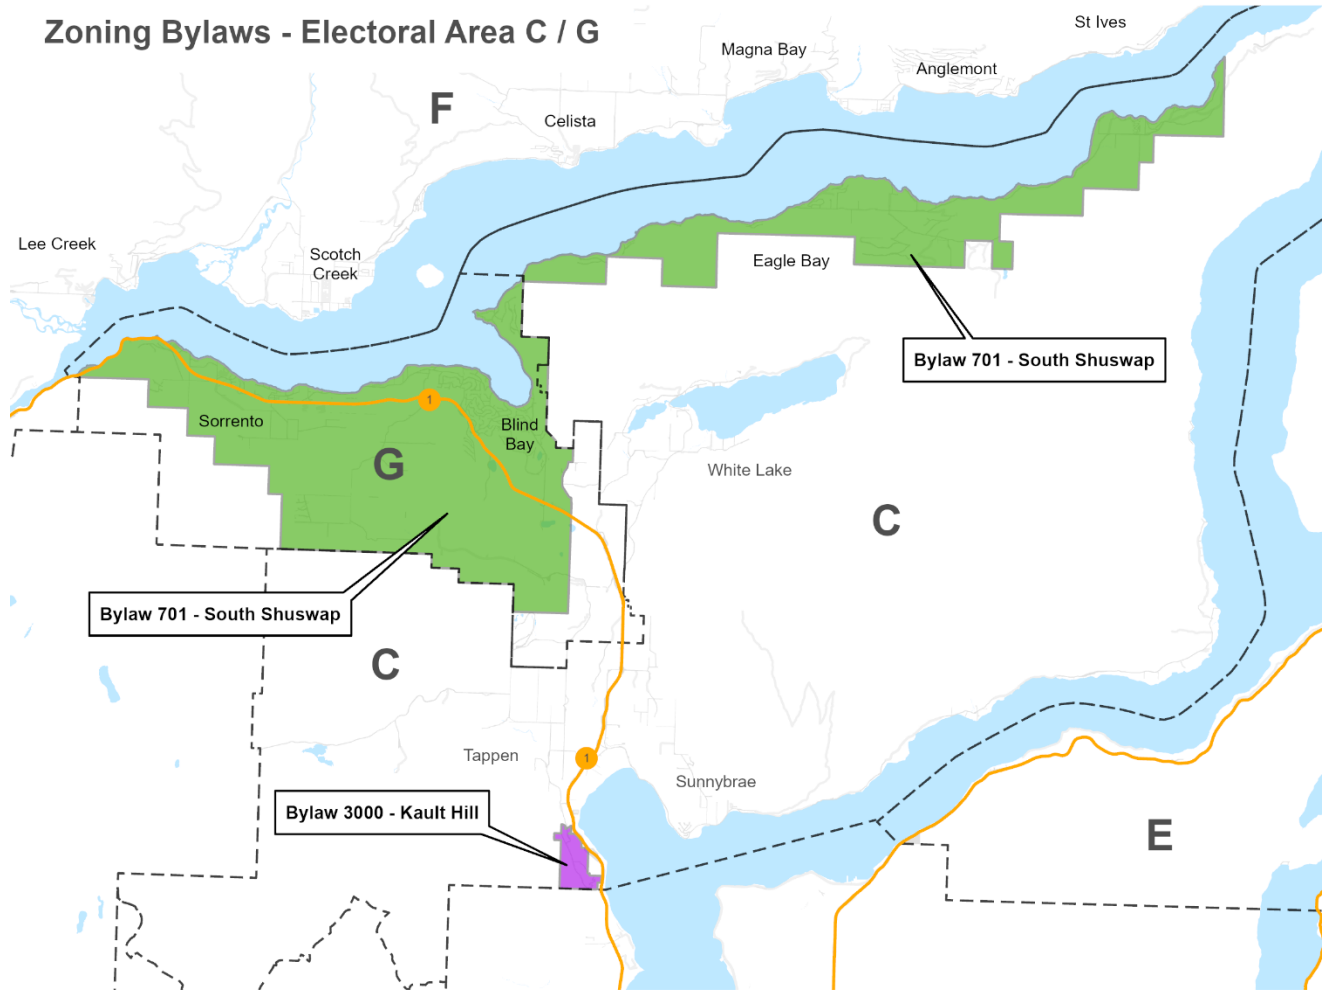 Zoning Bylaws - Electoral Area C / G
St Ives
Magna Bay
Anglemont
F
Celista
Lee Creek
Scotch
Creek
Eagle Bay
Bylaw 701 - South Shuswap
1
Sorrento
Blind
Bay
G
White Lake
C
Bylaw 701 - South Shuswap
C
Tappen
1
Sunnybrae
Bylaw 3000 - Kault Hill
E